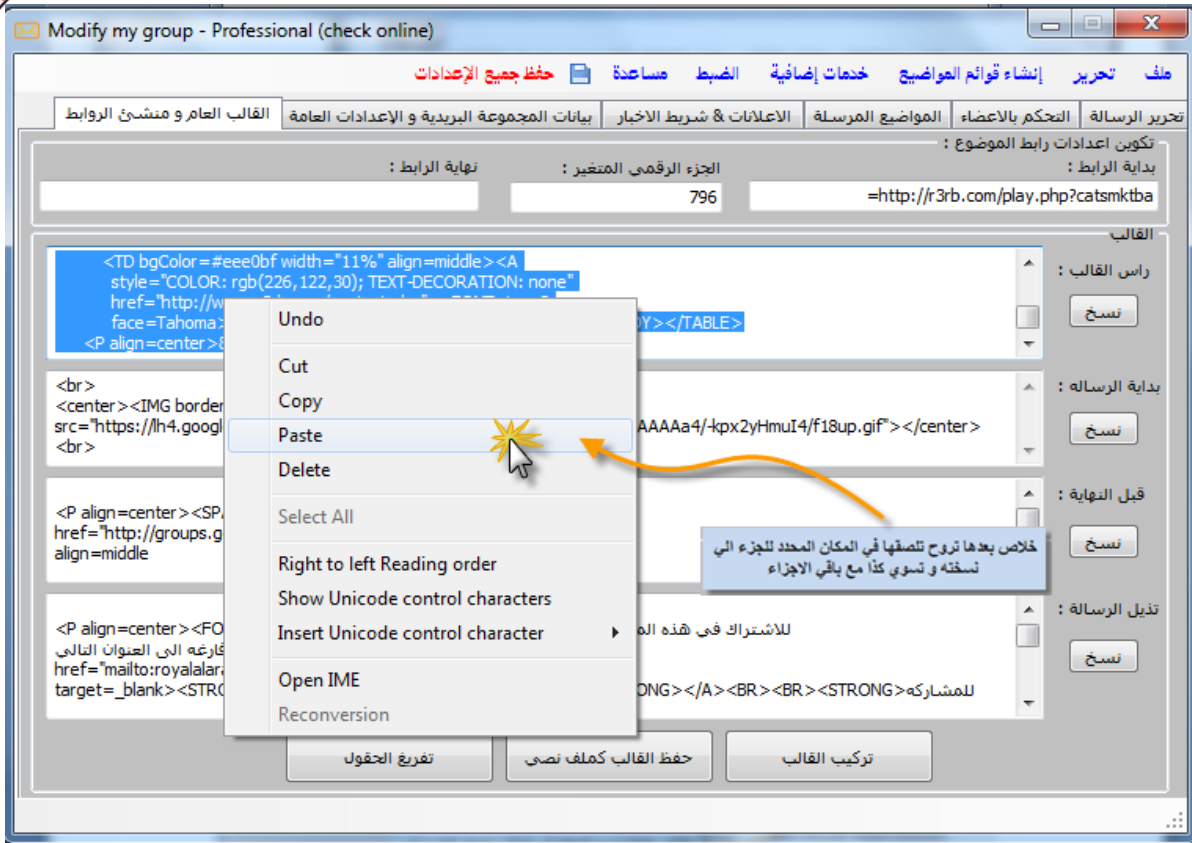 Modify my group - Professional (check online)
ملف تحرير إنشاء قوائم المواضيع خدمات إضافية الضبط مساعدة حفظ جميع الإعدادات
تحرير الرسالة التحكم بالاعضاء المواضيع المرسلة الاعلانات & شريط الاخبار بيانات المجموعة البريدية و الإعدادات العامة القالب العام و منشئ الروابط
تكوين اعدادات رابط الموضوع :
بداية الرابط : الجزء الرقمي المتغير : نهاية الرابط :
=http://r3rb.com/play.php?catsmktba 796
القالب
راس القالب :
نسخ
<TD bgColor=#eee0bf width="11%" align=middle><A
style="COLOR: rgb(226,122,30); TEXT-DECORATION: none"
href="http://w
face=Tahoma> Y></TABLE>
<P align=center>
بداية الرساله :
نسخ
<br>
<center><IMG border
src="https://lh4.googl AAAAa4/-kpx2yHmuI4/f18up.gif"></center>
<br>
قبل النهاية :
نسخ
<P align=center><SPA
href="http://groups.g
align=middle
تذيل الرسالة :
نسخ
<P align=center><FO للاشتراك في هذه
فارغه الى العنوان التالي
href="mailto:royalalara
target=_blank><STRO ONG></A><BR><BR><STRONG>للمشاركه
Undo
Cut
Copy
Paste
Delete
Select All
Right to left Reading order
Show Unicode control characters
Insert Unicode control character
Open IME
Reconversion
خلاص بعدها تروح تلصقها في المكان المحدد للجزء الي
نسخته و تسوي كذا مع باقي الاجزاء
تركيب القالب حفظ القالب كملف نصي تفريغ الحقول